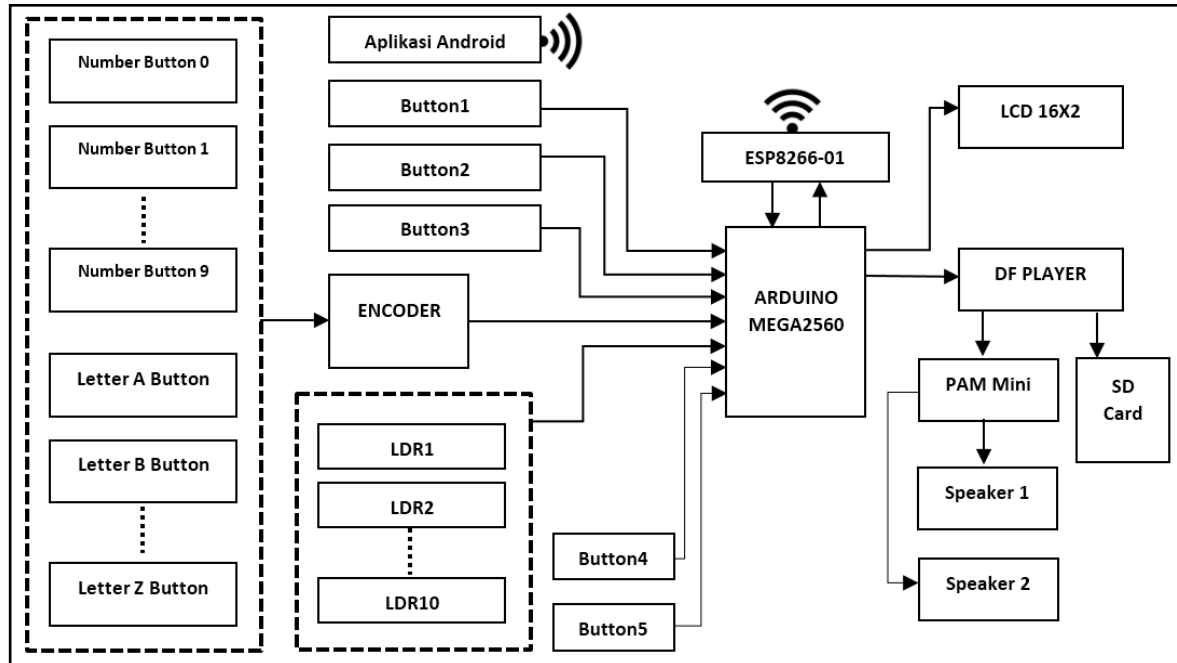 Number Button 0
Number Button 1
Number Button 9
Letter A Button
Letter B Button
Letter Z Button
Aplikasi Android
Button1
Button2
Button3
ENCODER
LDR1
LDR2
LDR10
Button4
Button5
ESP8266-01
ARDUINO
MEGA2560
LCD 16X2
DF PLAYER
PAM Mini
SD
Card
Speaker 1
Speaker 2